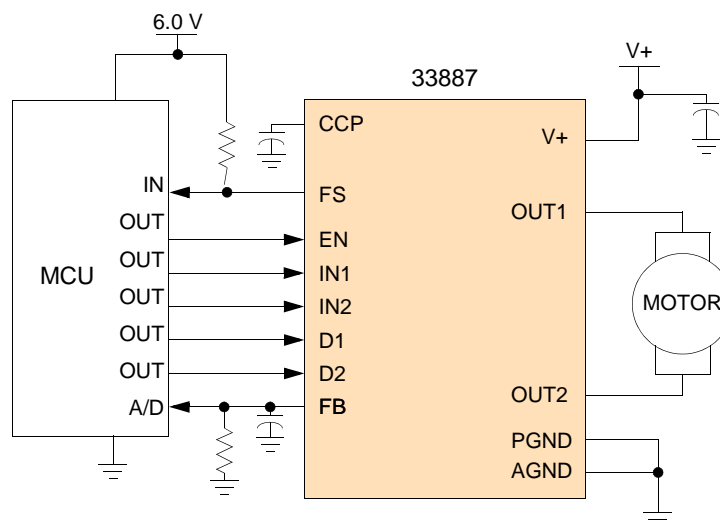 6.0 V
V+
33887
CCP
V+
IN
FS
OUT
OUT1
EN
OUT
IN1
MCU
OUT
IN2
MOTOR
OUT
D1
OUT
D2
A/D
FB
OUT2
PGND
AGND